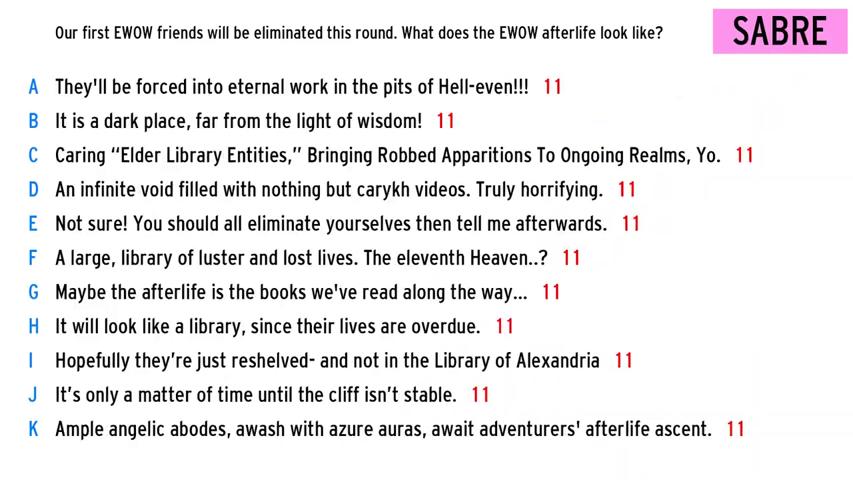 Our first EWOW friends will be eliminated this round. What does the EWOW afterlife look like?
SABRE
A They'll be forced into eternal work in the pits of Hell-even!!! 11
B It is a dark place, far from the light of wisdom! 11
C Caring “Elder Library Entities,” Bringing Robbed Apparitions To Ongoing Realms, Yo. 11
D An infinite void filled with nothing but carykh videos. Truly horrifying. 11
E Not sure! You should all eliminate yourselves then tell me afterwards. 11
F A large, library of luster and lost lives. The eleventh Heaven..? 11
G Maybe the afterlife is the books we've read along the way... 11
H It will look like a library, since their lives are overdue. 11
I Hopefully they’re just reshelved- and not in the Library of Alexandria 11
J It’s only a matter of time until the cliff isn’t stable. 11
K Ample angelic abodes, awash with azure auras, await adventurers' afterlife ascent. 11